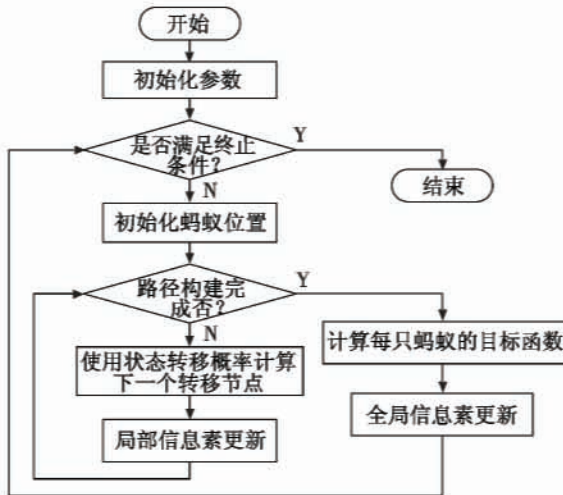 开始
初始化参数
是否满足终止
条件?
Y
N
结束
初始化蚂蚁位置
路径构建完
成否?
Y
N
使用状态转移概率计算
下一个转移节点
局部信息素更新
计算每只蚂蚁的目标函数
全局信息素更新